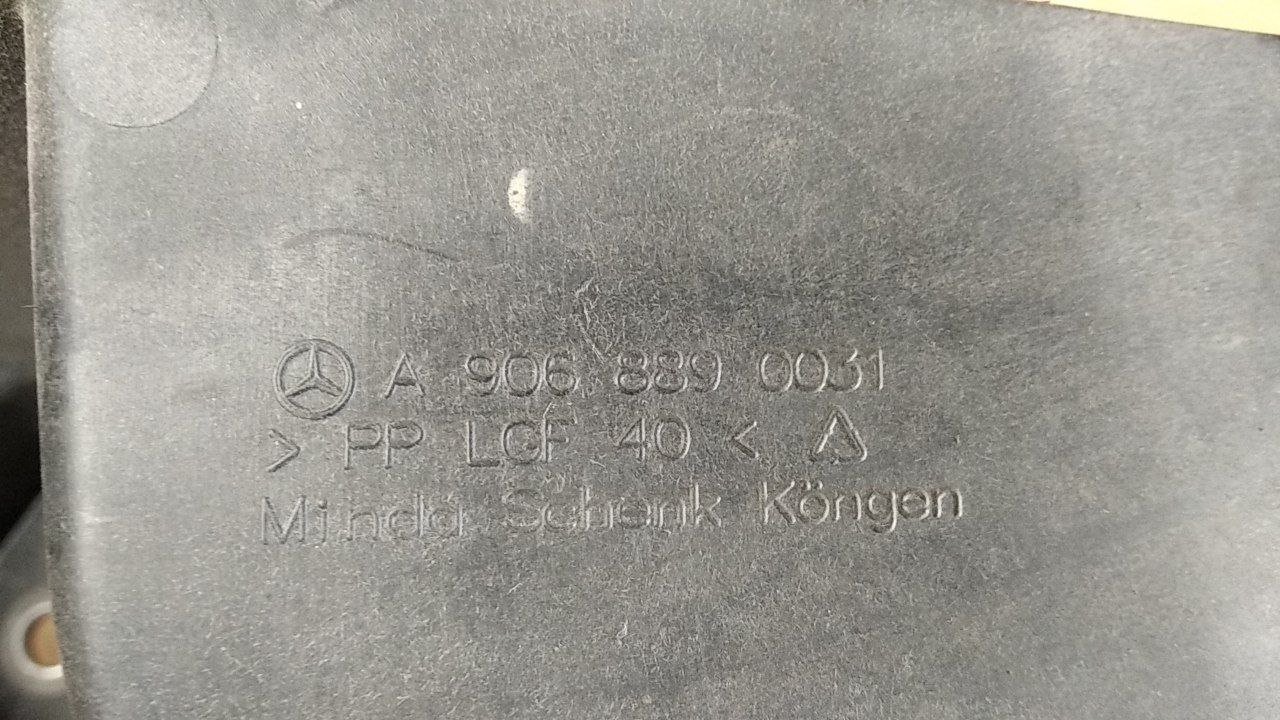 A 906 889 0031
> PP LGF 40 <
Minda Schenk Köngen